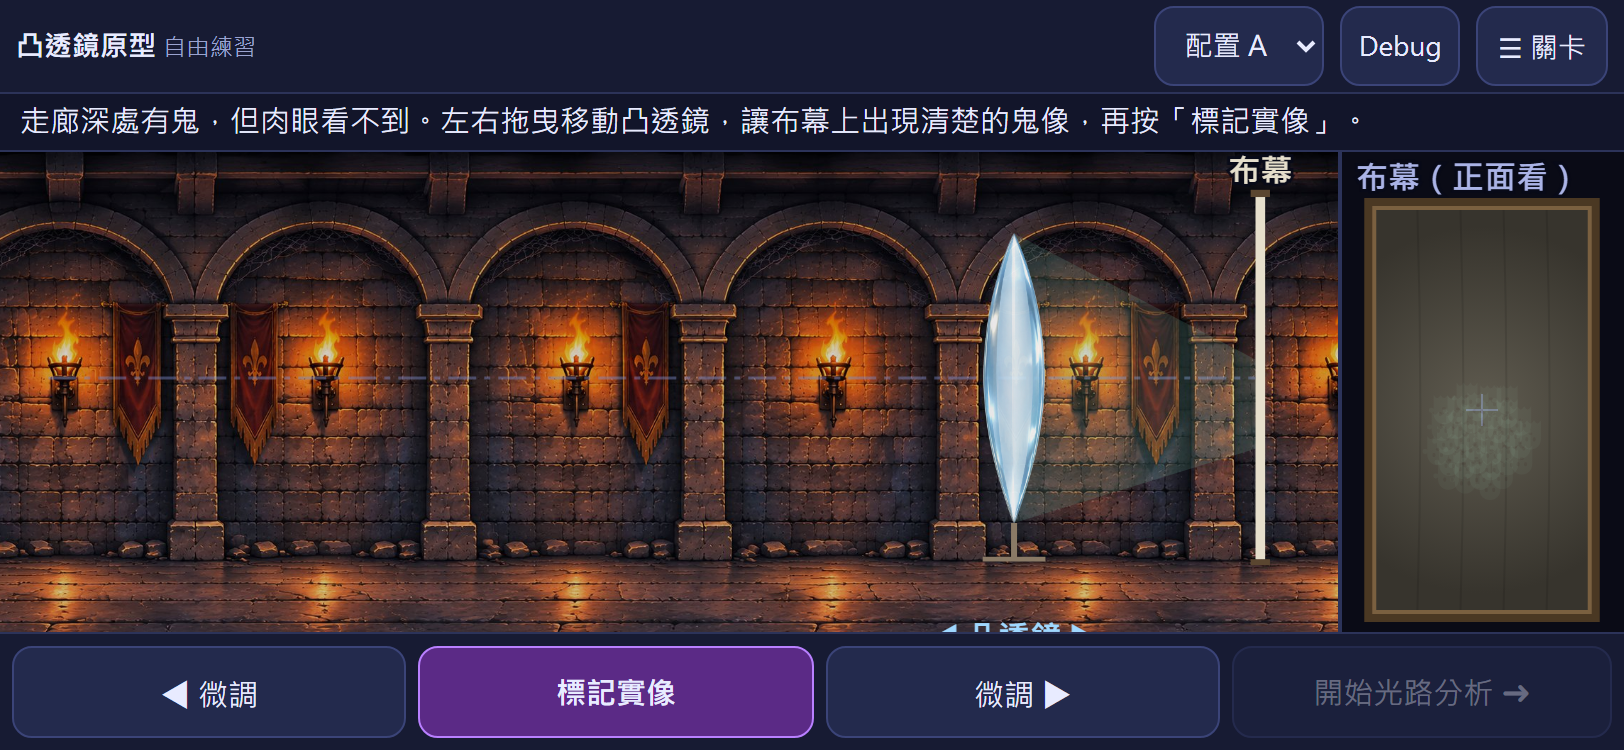 凸透鏡原型 自由練習
配置 A
Debug
☰ 關卡
走廊深處有鬼，但肉眼看不到。左右拖曳移動凸透鏡，讓布幕上出現清楚的鬼像，再按「標記實像」。
布幕
布幕（正面看）
◀ 凸透鏡 ▶
◀ 微調
標記實像
微調 ▶
開始光路分析 ➜